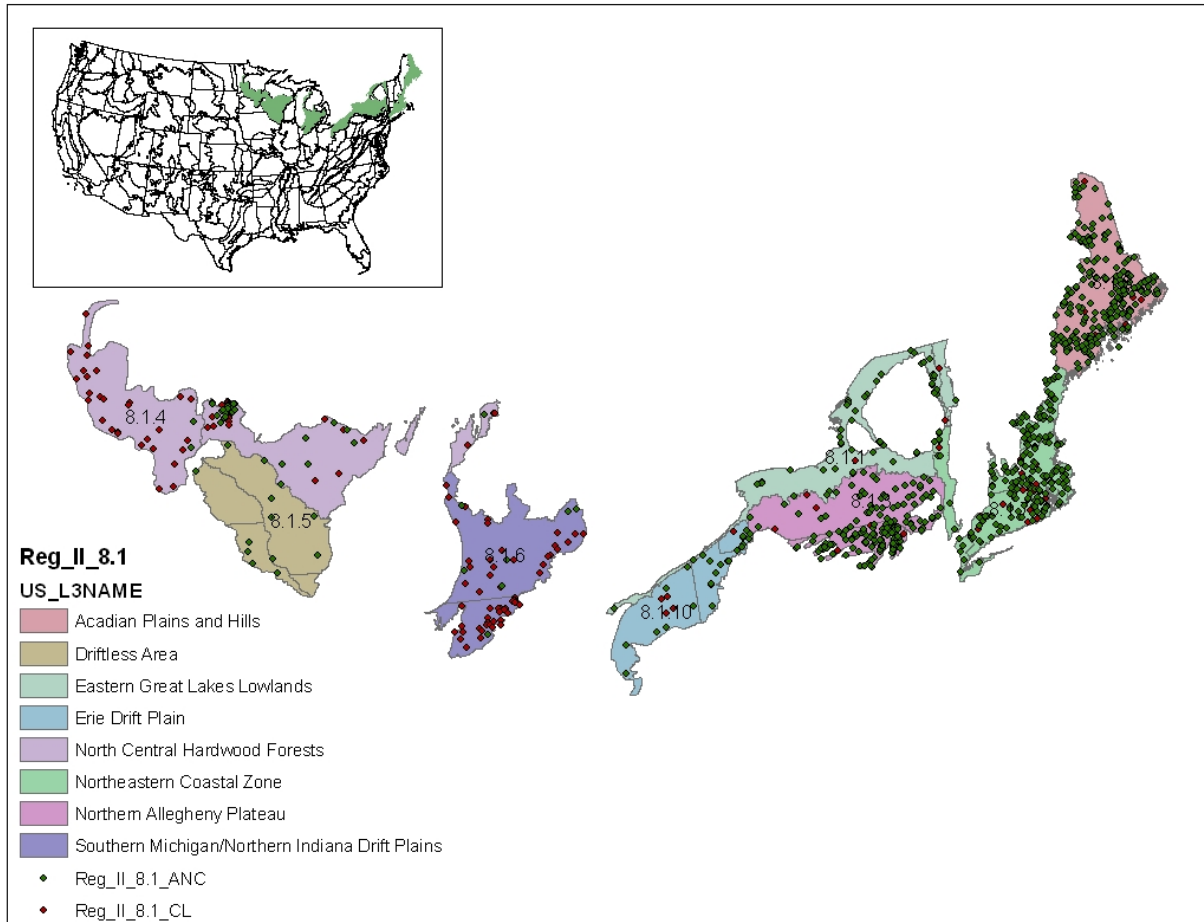 8.1.4
8.1.5
8.1.6
8.1.10
8.1.1
Reg_II_8.1
US_L3NAME
Acadian Plains and Hills
Driftless Area
Eastern Great Lakes Lowlands
Erie Drift Plain
North Central Hardwood Forests
Northeastern Coastal Zone
Northern Allegheny Plateau
Southern Michigan/Northern Indiana Drift Plains
Reg_II_8.1_ANC
Reg_II_8.1_CL